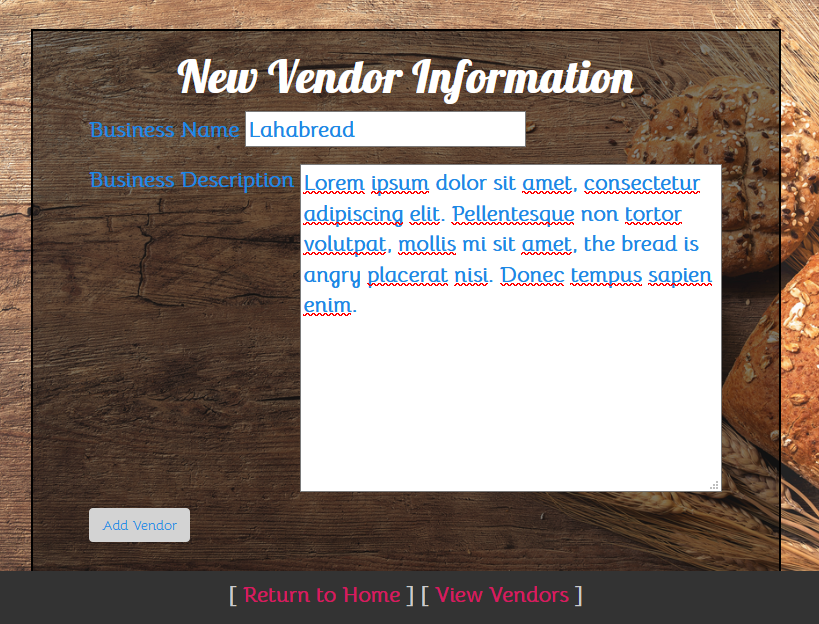 New Vendor Information
Business Name Lahabread
Business Description Lorem ipsum dolor sit amet, consectetur
adipiscing elit. Pellentesque non tortor
volutpat, mollis mi sit amet, the bread is
angry placerat nisi. Donec tempus sapien
enim.
Add Vendor
[ Return to Home ] [ View Vendors ]